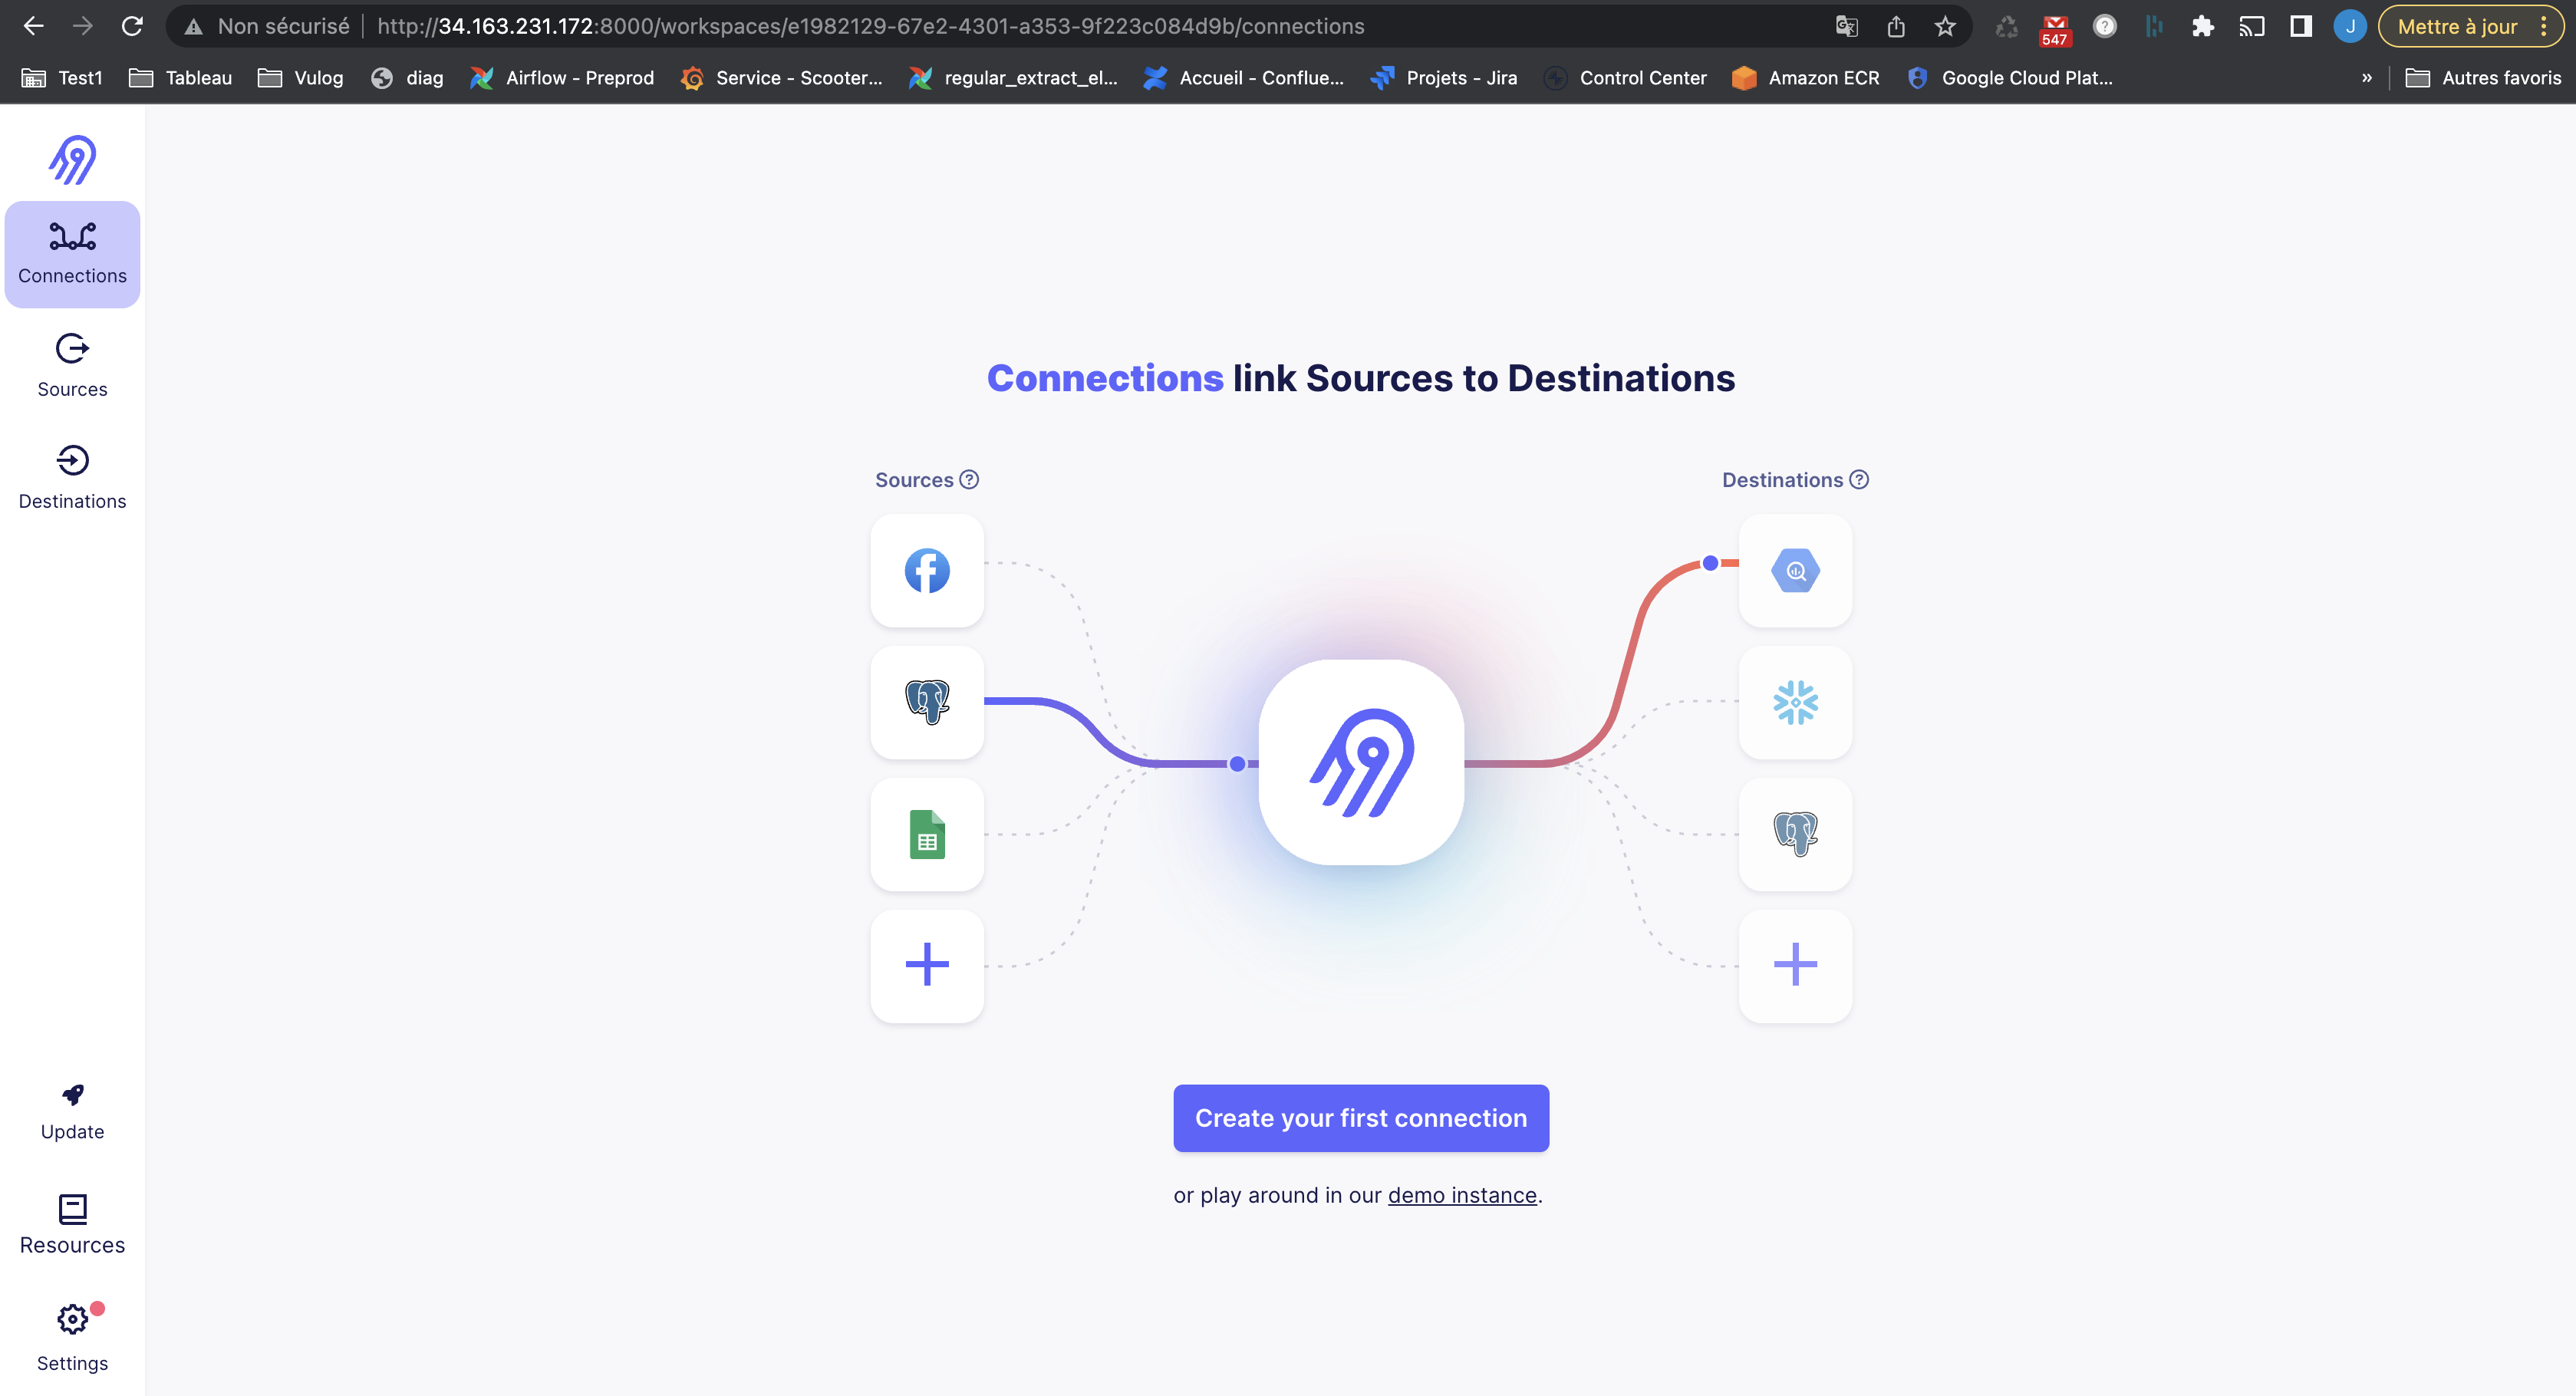 Non sécurisé http://34.163.231.172:8000/workspaces/e1982129-67e2-4301-a353-9f223c084d9b/connections 547 J Mettre à jour
Test1 Tableau Vulog diag Airflow - Preprod Service - Scooter... regular_extract_el... Accueil - Conflue... Projets - Jira Control Center Amazon ECR Google Cloud Plat... » Autres favoris
Connections
Sources
Destinations
Update
Resources
Settings
Connections link Sources to Destinations
Sources ? Destinations ?
Create your first connection
or play around in our demo instance.